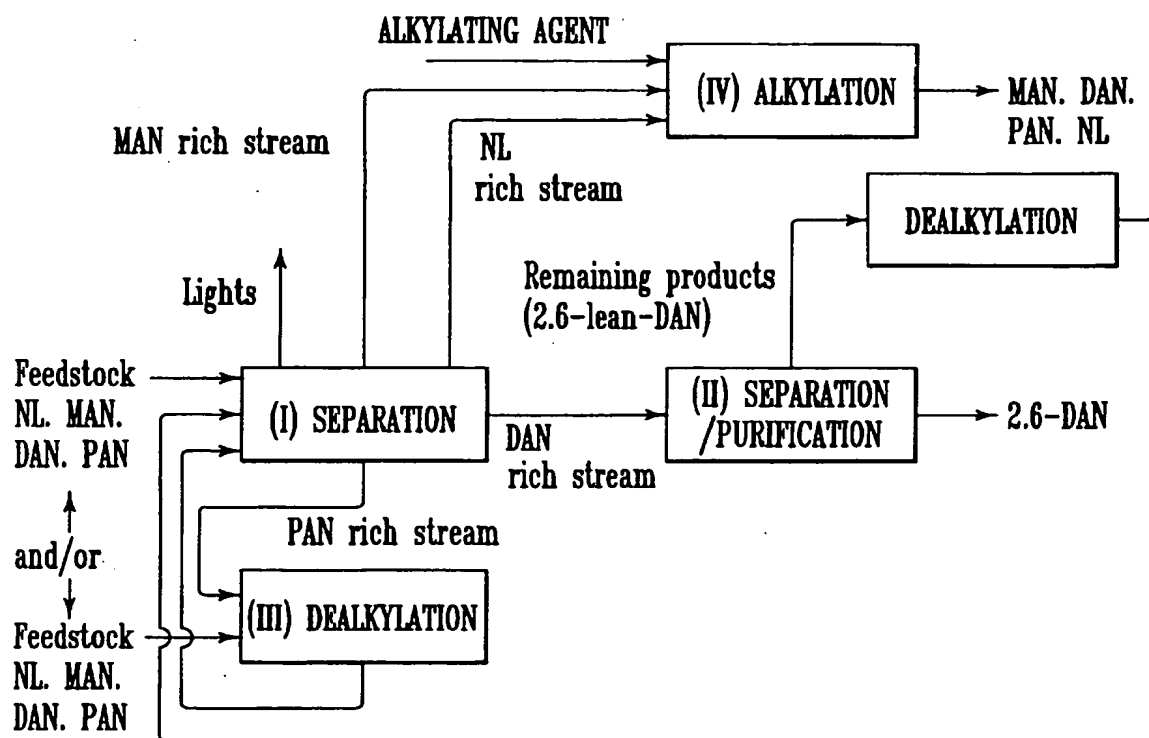 ALKYLATING AGENT
(IV) ALKYLATION
MAN. DAN.
PAN. NL
MAN rich stream
NL
rich stream
DEALKYLATION
Lights
Remaining products
(2.6-lean-DAN)
Feedstock
NL. MAN.
DAN. PAN
(I) SEPARATION
DAN
rich stream
(II) SEPARATION
/PURIFICATION
2.6-DAN
PAN rich stream
and/or
(III) DEALKYLATION
Feedstock
NL. MAN.
DAN. PAN